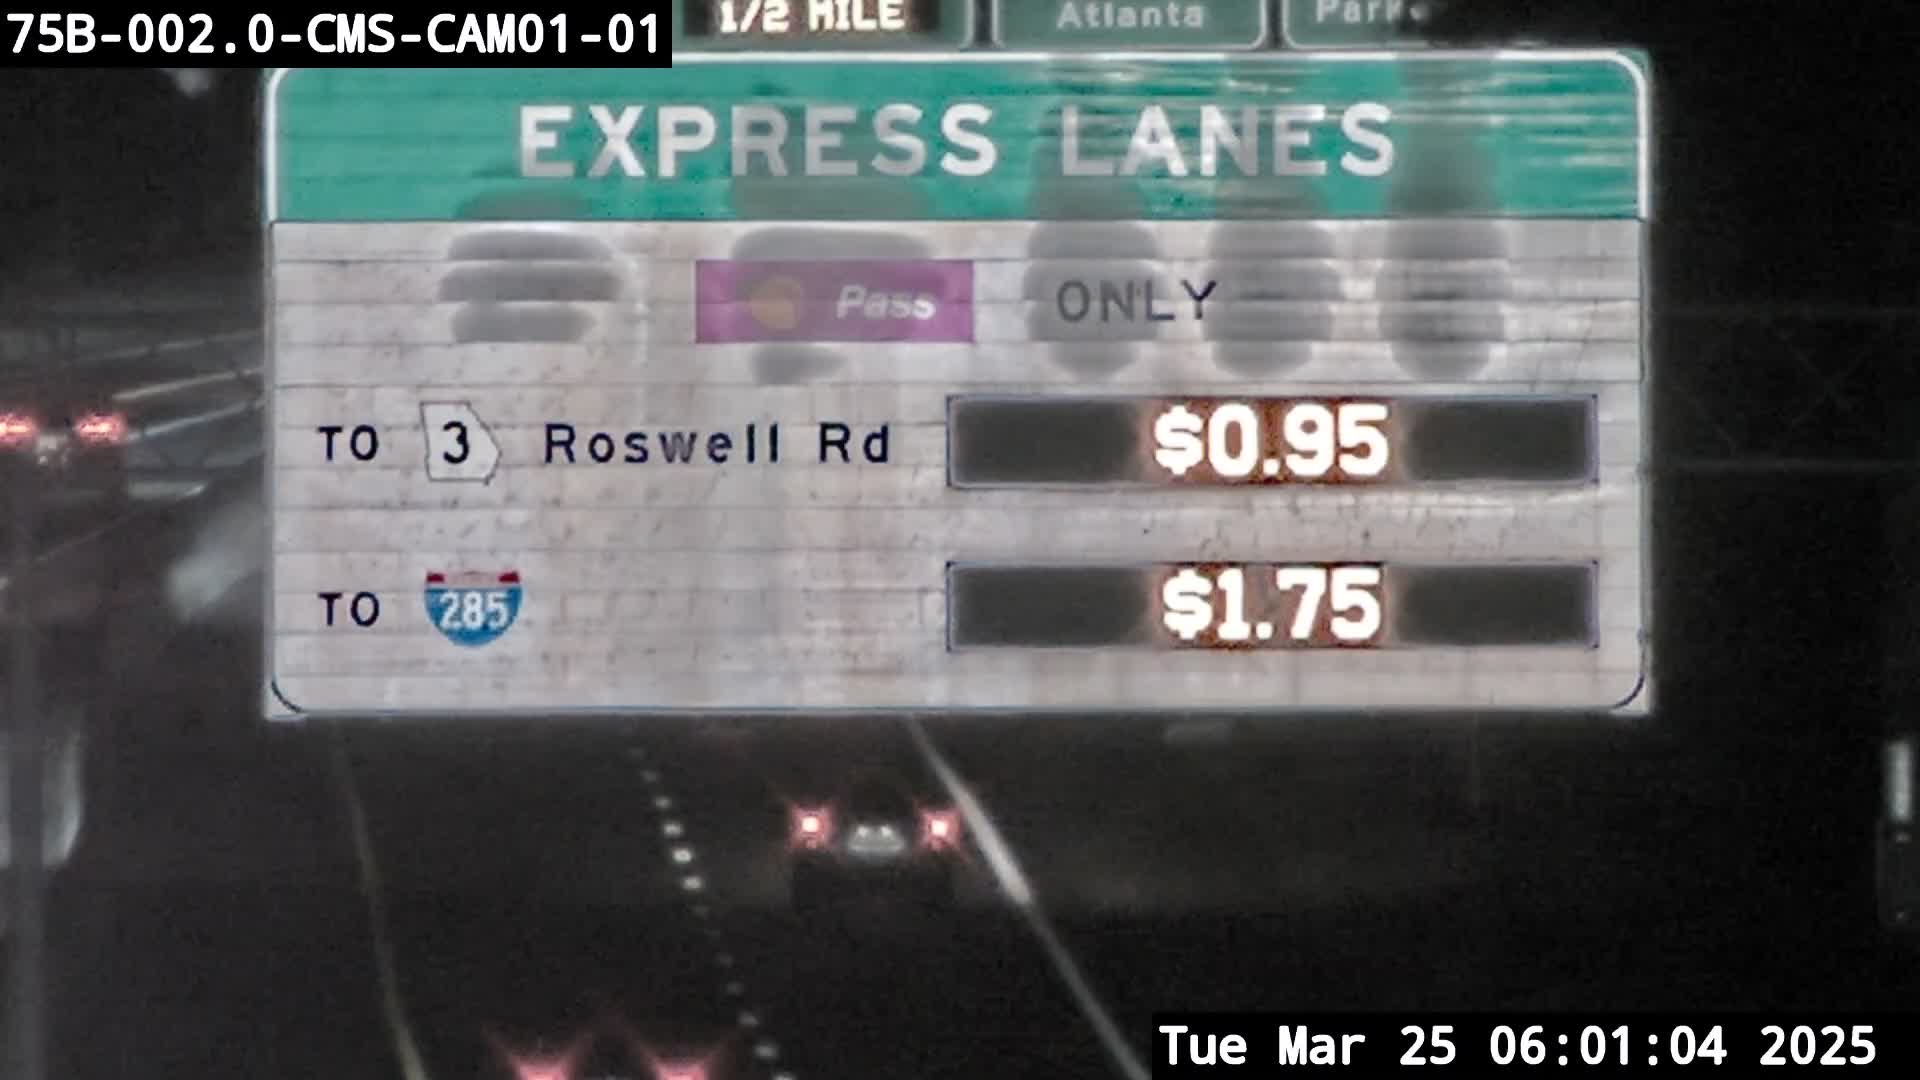 75B-002.0-CMS-CAM01-01
1/2 MILE
Atlanta
EXPRESS LANES
Pass ONLY
TO 3 Roswell Rd $0.95
TO 285 $1.75
Tue Mar 25 06:01:04 2025